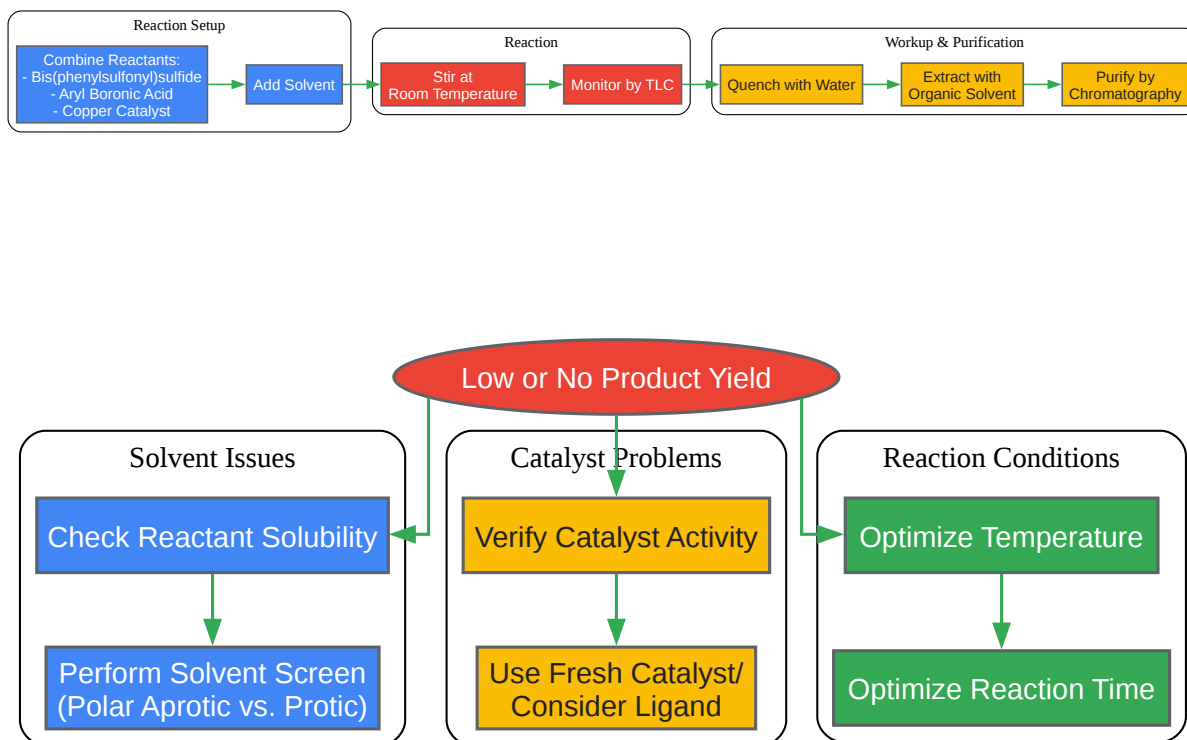 Reaction Setup
Combine Reactants:
- Bis(phenylsulfonyl)sulfide
- Aryl Boronic Acid
- Copper Catalyst
Add Solvent
Reaction
Stir at
Room Temperature
Monitor by TLC
Workup & Purification
Quench with Water
Extract with
Organic Solvent
Purify by
Chromatography
Low or No Product Yield
Solvent Issues
Check Reactant Solubility
Perform Solvent Screen
(Polar Aprotic vs. Protic)
Catalyst Problems
Verify Catalyst Activity
Use Fresh Catalyst/
Consider Ligand
Reaction Conditions
Optimize Temperature
Optimize Reaction Time